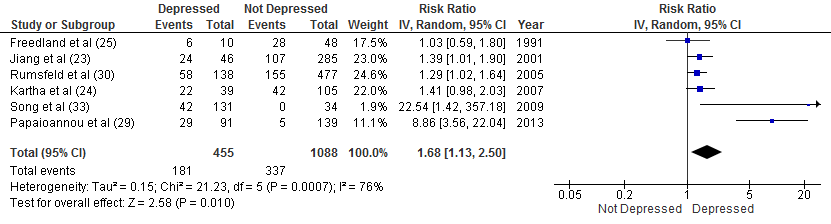 Depressed Not Depressed Risk Ratio Risk Ratio
Study or Subgroup Events Total Events Total Weight IV, Random, 95% CI Year IV, Random, 95% CI
Freedland et al (25) 6 10 28 48 17.5% 1.03 [0.59, 1.80] 1991
Jiang et al (23) 24 46 107 285 23.0% 1.39 [1.01, 1.90] 2001
Rumsfeld et al (30) 58 138 155 477 23.8% 1.29 [1.02, 1.64] 2005
Kartha et al (24) 22 39 42 105 22.6% 1.41 [0.98, 2.03] 2007
Song et al (33) 42 131 0 34 1.9% 22.54 [1.42, 357.18] 2009
Papaioannou et al (29) 29 91 5 139 11.1% 8.86 [3.56, 22.04] 2013
Total (95% CI) 455 1088 100.0% 1.68 [1.13, 2.50]
Total events 181 337
Heterogeneity: Tau² = 0.15; Chi² = 21.23, df = 5 (P = 0.0007); I² = 76%
Test for overall effect: Z = 2.58 (P = 0.010)
0.05 0.2 1 5 20
Not Depressed Depressed